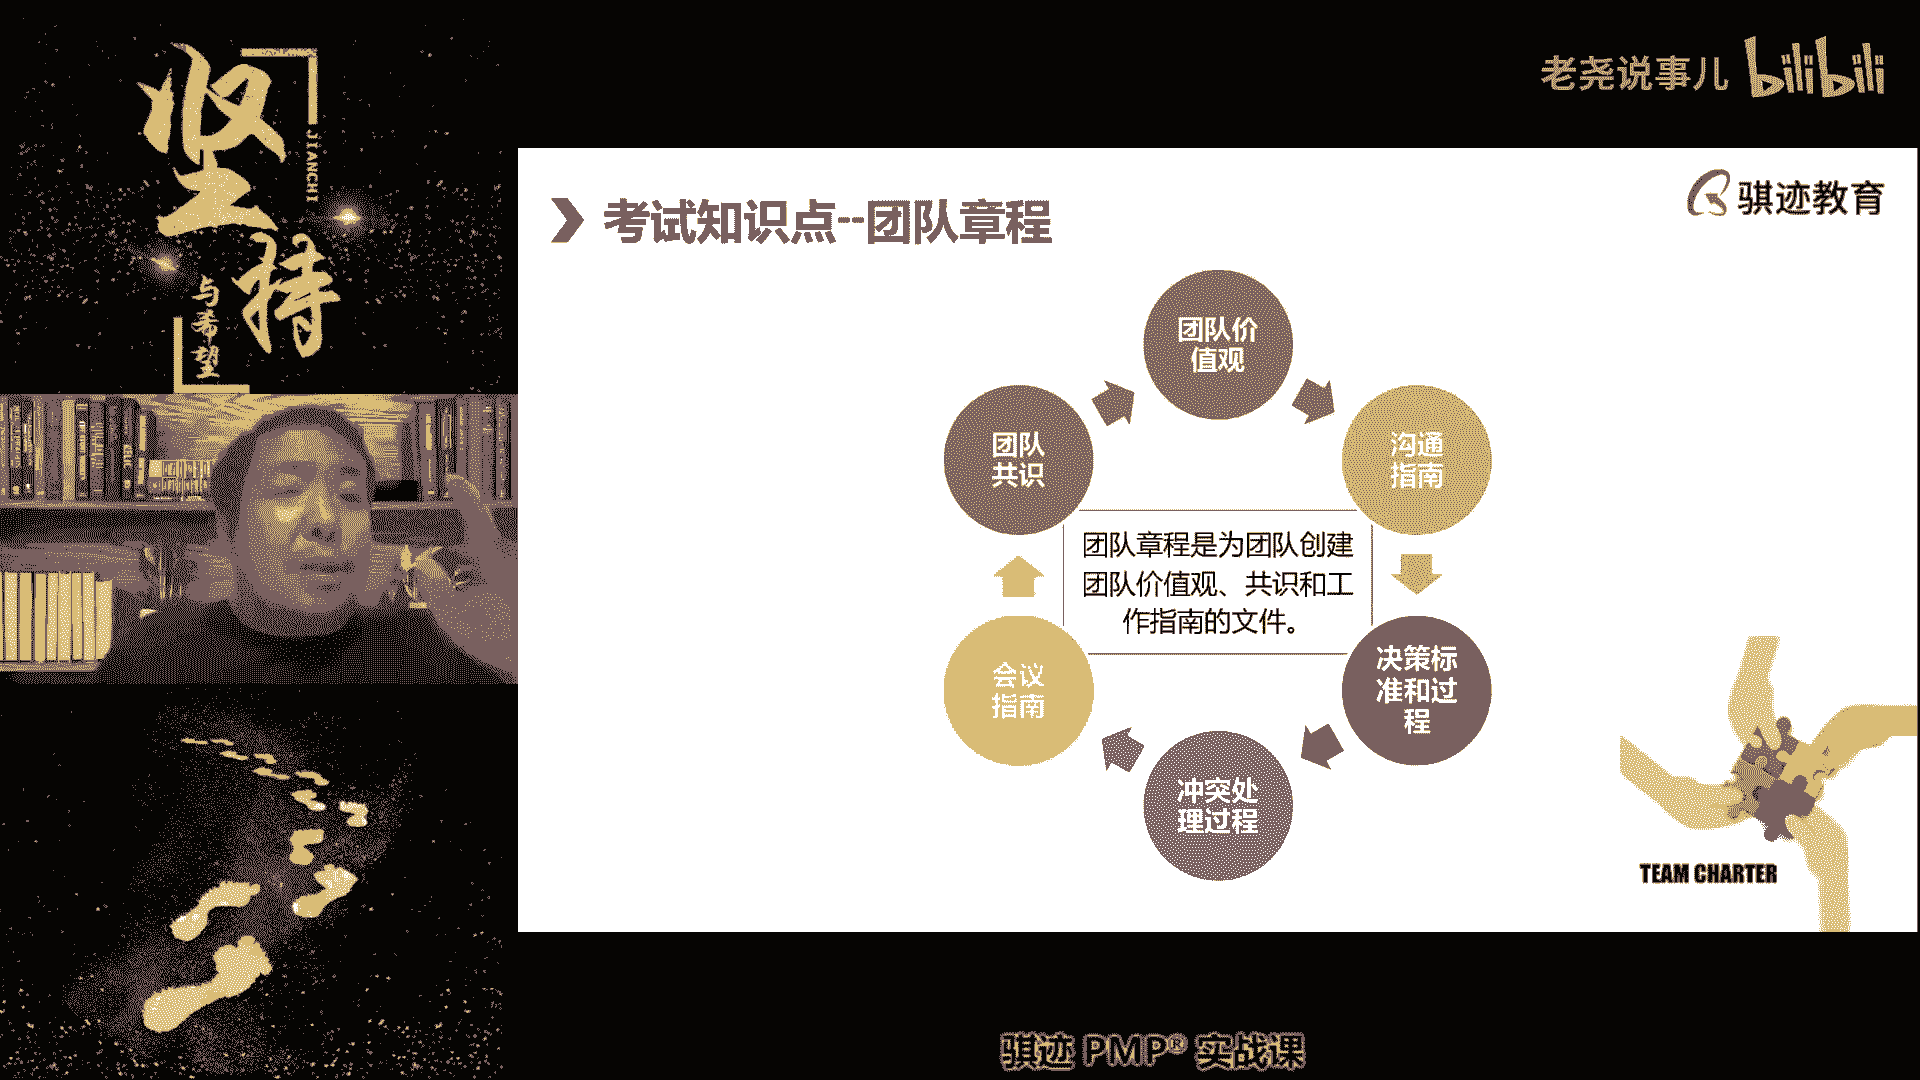 坚持
JIANCHI
与希望
老尧说事儿 bilibili
骐迹教育
考试知识点--团队章程
团队价
值观
沟通
指南
决策标
准和过
程
冲突处
理过程
会议
指南
团队
共识
团队章程是为团队创建
团队价值观、共识和工
作指南的文件。
TEAM CHARTER
骐迹 PMP® 实战课